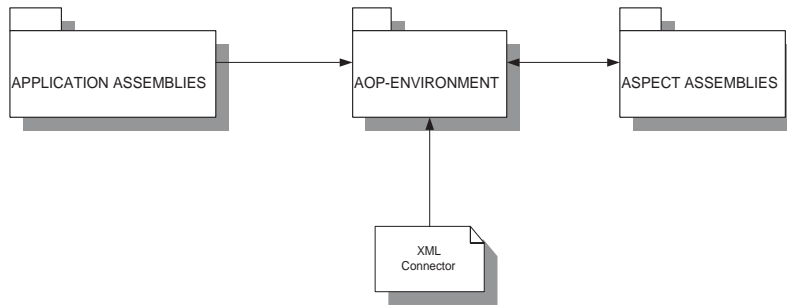 APPLICATION ASSEMBLIES
AOP-ENVIRONMENT
ASPECT ASSEMBLIES
XML
Connector